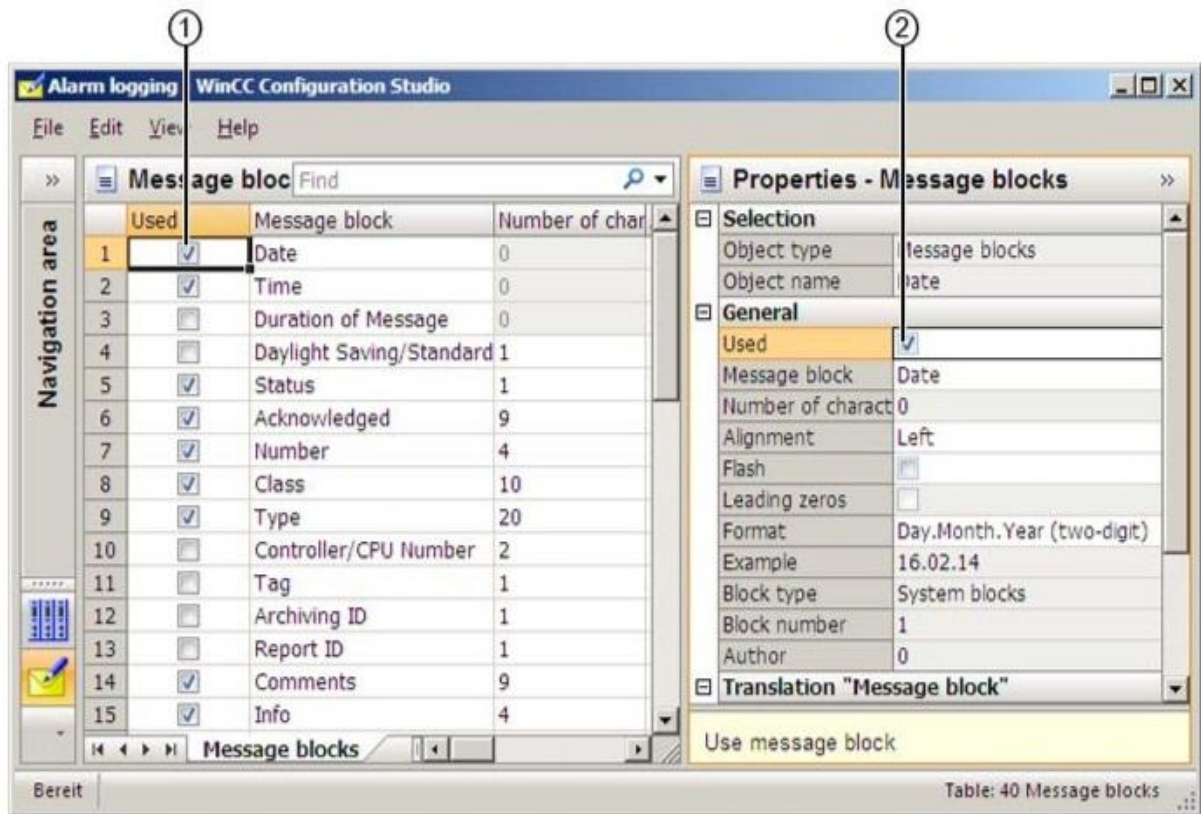 ① ②
Alarm logging WinCC Configuration Studio
File Edit View Help
Message bloc Find
Navigation area
Used Message block Number of char
1 Date 0
2 Time 0
3 Duration of Message 0
4 Daylight Saving/Standard 1
5 Status 1
6 Acknowledged 9
7 Number 4
8 Class 10
9 Type 20
10 Controller/CPU Number 2
11 Tag 1
12 Archiving ID 1
13 Report ID 1
14 Comments 9
15 Info 4
Message blocks
Properties - Message blocks
Selection
Object type Message blocks
Object name Date
General
Used
Message block Date
Number of charact 0
Alignment Left
Flash
Leading zeros
Format Day.Month.Year (two-digit)
Example 16.02.14
Block type System blocks
Block number 1
Author 0
Translation "Message block"
Use message block
Bereit Table: 40 Message blocks